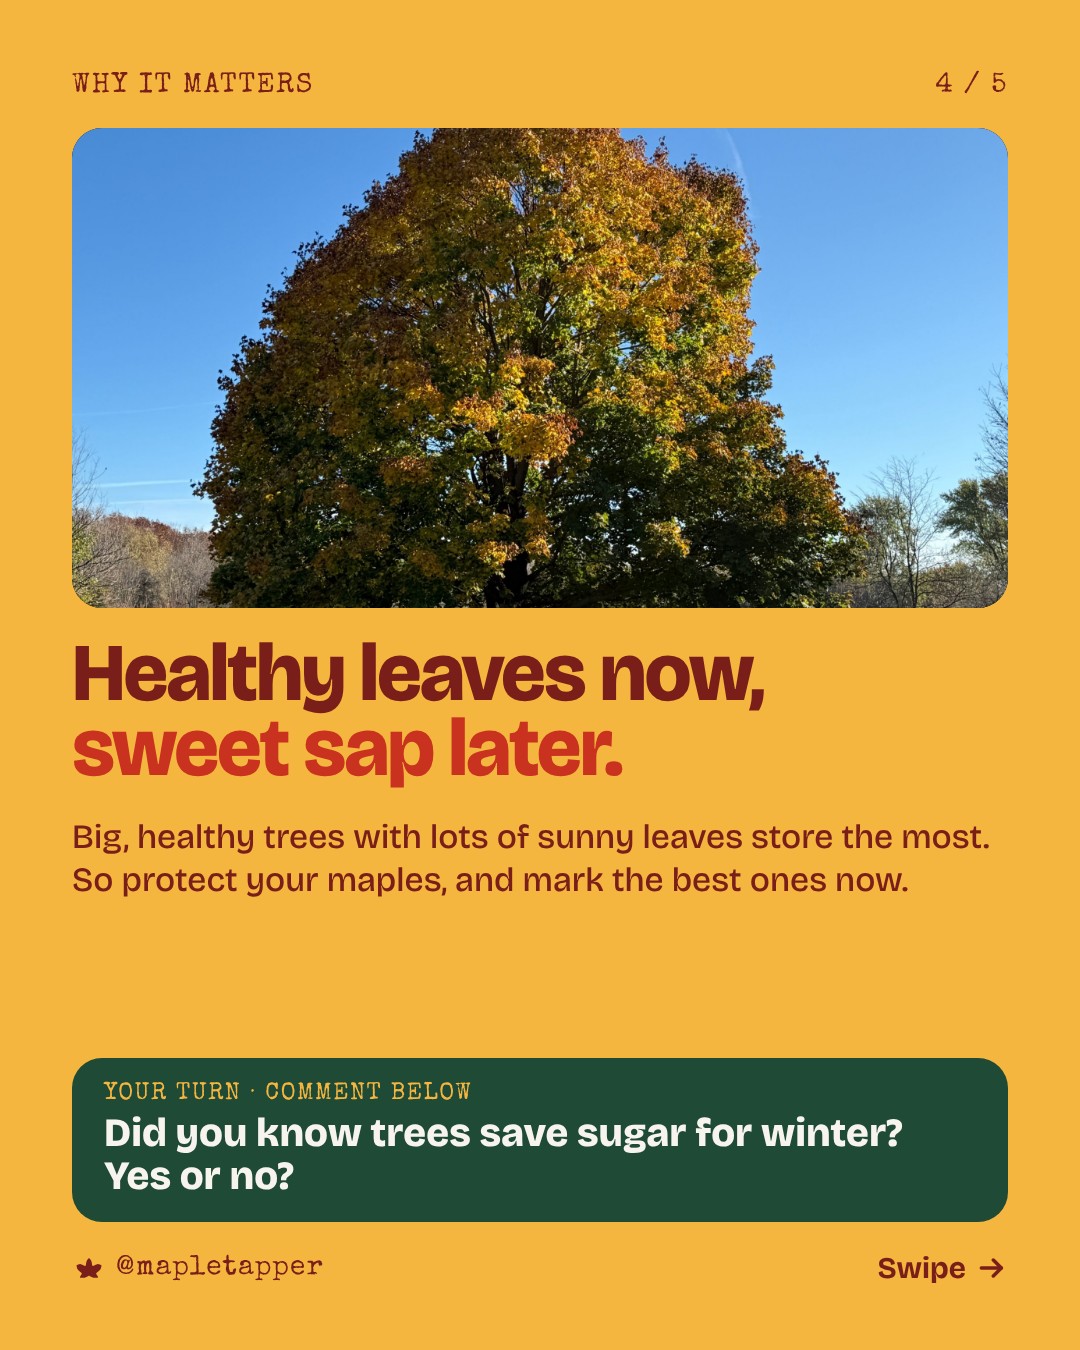 WHY IT MATTERS
4 / 5
Healthy leaves now,
sweet sap later.
Big, healthy trees with lots of sunny leaves store the most.
So protect your maples, and mark the best ones now.
YOUR TURN · COMMENT BELOW
Did you know trees save sugar for winter?
Yes or no?
@mapletapper
Swipe →